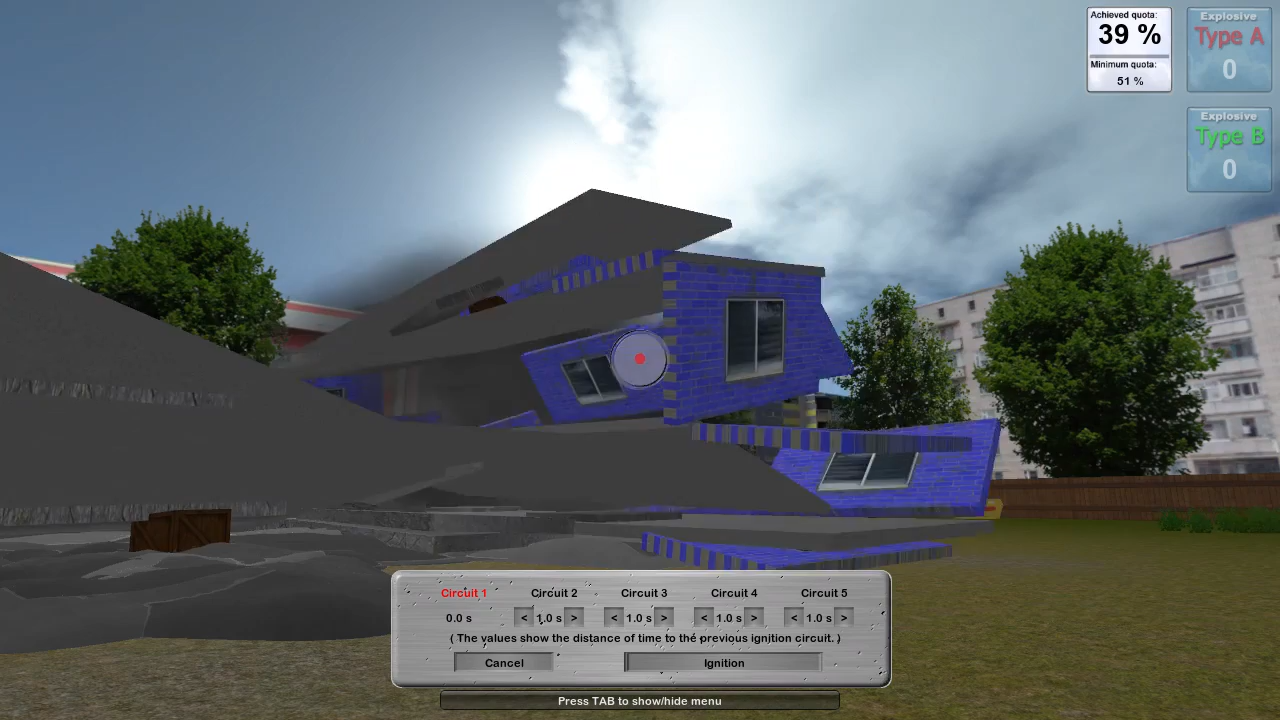 Achieved quota:
39 %
Minimum quota:
51 %
Explosive
Type A
0
Explosive
Type B
0
Circuit 1 Circuit 2 Circuit 3 Circuit 4 Circuit 5
0.0 s < 1.0 s > < 1.0 s > < 1.0 s > < 1.0 s >
( The values show the distance of time to the previous ignition circuit. )
Cancel Ignition
Press TAB to show/hide menu